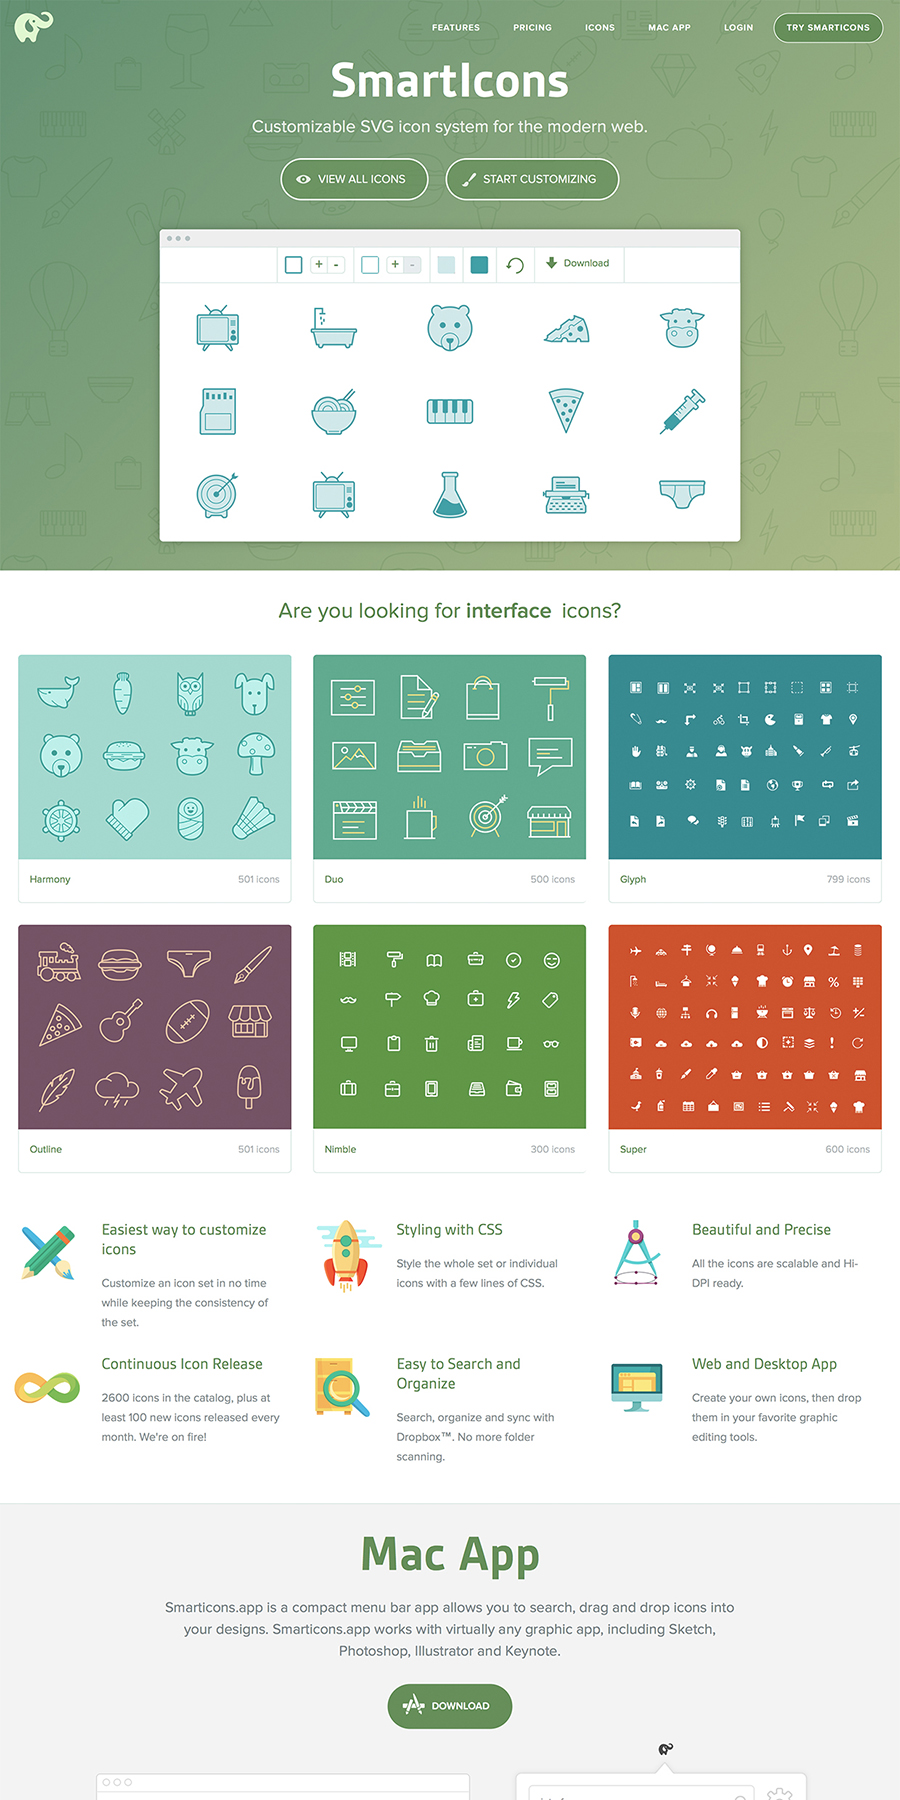 FEATURES
PRICING
ICONS
MAC APP
LOGIN
TRY SMARTICONS
SmartIcons
Customizable SVG icon system for the modern web.
VIEW ALL ICONS
START CUSTOMIZING
+ -
+ -
Download
Are you looking for interface icons?
Harmony
501 icons
Duo
500 icons
Glyph
799 icons
Outline
501 icons
Nimble
300 icons
Super
600 icons
Easiest way to customize
icons
Customize an icon set in no time
while keeping the consistency of
the set.
Styling with CSS
Style the whole set or individual
icons with a few lines of CSS.
Beautiful and Precise
All the icons are scalable and Hi-
DPI ready.
Continuous Icon Release
2600 icons in the catalog, plus at
least 100 new icons released every
month. We're on fire!
Easy to Search and
Organize
Search, organize and sync with
Dropbox™. No more folder
scanning.
Web and Desktop App
Create your own icons, then drop
them in your favorite graphic
editing tools.
Mac App
Smarticons.app is a compact menu bar app allows you to search, drag and drop icons into
your designs. Smarticons.app works with virtually any graphic app, including Sketch,
Photoshop, Illustrator and Keynote.
DOWNLOAD